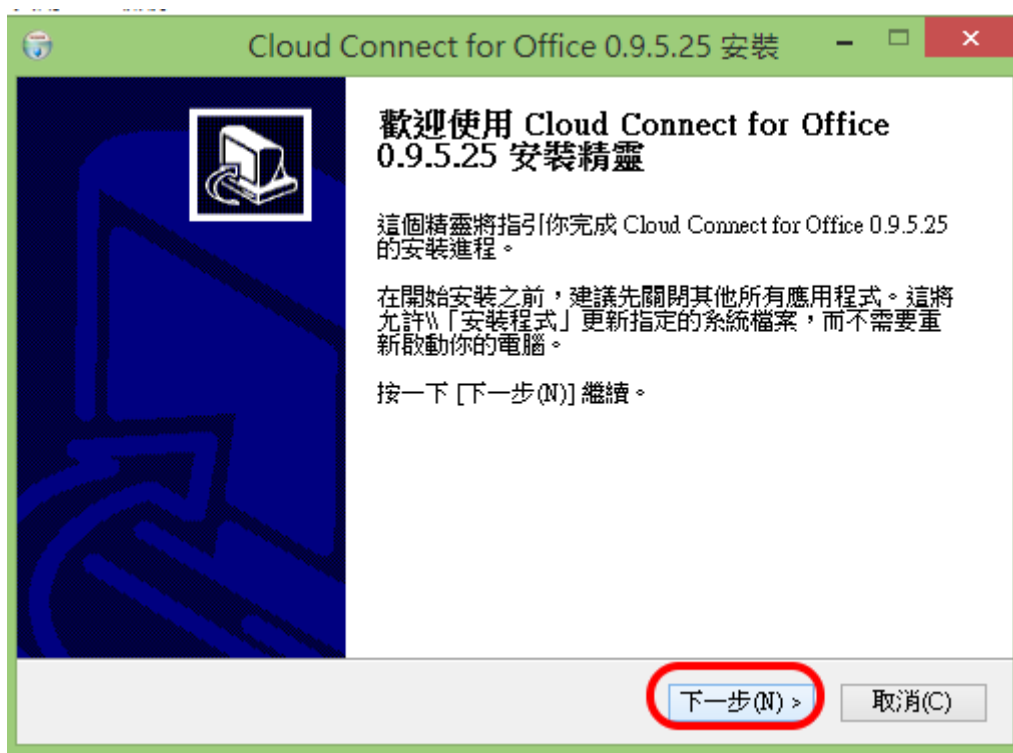 Cloud Connect for Office 0.9.5.25 安裝
歡迎使用 Cloud Connect for Office
0.9.5.25 安裝精靈
這個精靈將指引你完成 Cloud Connect for Office 0.9.5.25
的安裝進程。
在開始安裝之前，建議先關閉其他所有應用程式。這將
允許\\「安裝程式」更新指定的系統檔案，而不需要重
新啟動你的電腦。
按一下 [下一步(N)] 繼續。
下一步(N) >
取消(C)